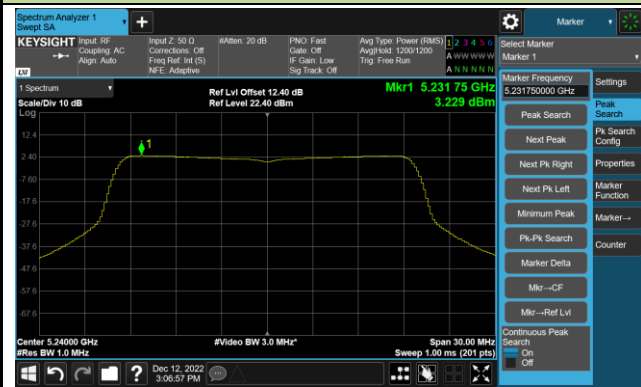 Spectrum Analyzer 1
Swept SA
+
Marker
KEYSIGHT
Input: RF
Coupling: AC
Align: Auto
Input Z: 50 Ω
Corrections: Off
Freq Ref: Int (S)
NFE: Adaptive
#Atten: 20 dB
PNO: Fast
Gate: Off
IF Gain: Low
Sig Track: Off
Avg Type: Power (RMS)
Avg|Hold: 1200/1200
Trig: Free Run
1 2 3 4 5 6
A W W W W W
A N N N N N
LXI
Select Marker
Marker 1
1 Spectrum
Scale/Div 10 dB
Log
Ref Lvl Offset 12.40 dB
Ref Level 22.40 dBm
Mkr1 5.231 75 GHz
3.229 dBm
Marker Frequency
5.231750000 GHz
Settings
Peak Search
Peak
Search
Next Peak
Pk Search
Config
Next Pk Right
Properties
Next Pk Left
Marker
Function
Minimum Peak
Marker→
Pk-Pk Search
Counter
Marker Delta
Mkr→CF
Mkr→Ref Lvl
Continuous Peak
Search
On
Off
12.4
2.40
-7.60
-17.6
-27.6
-37.6
-47.6
-57.6
-67.6
1
Center 5.24000 GHz
#Res BW 1.0 MHz
#Video BW 3.0 MHz*
Span 30.00 MHz
Sweep 1.00 ms (201 pts)
?
Dec 12, 2022
3:06:57 PM